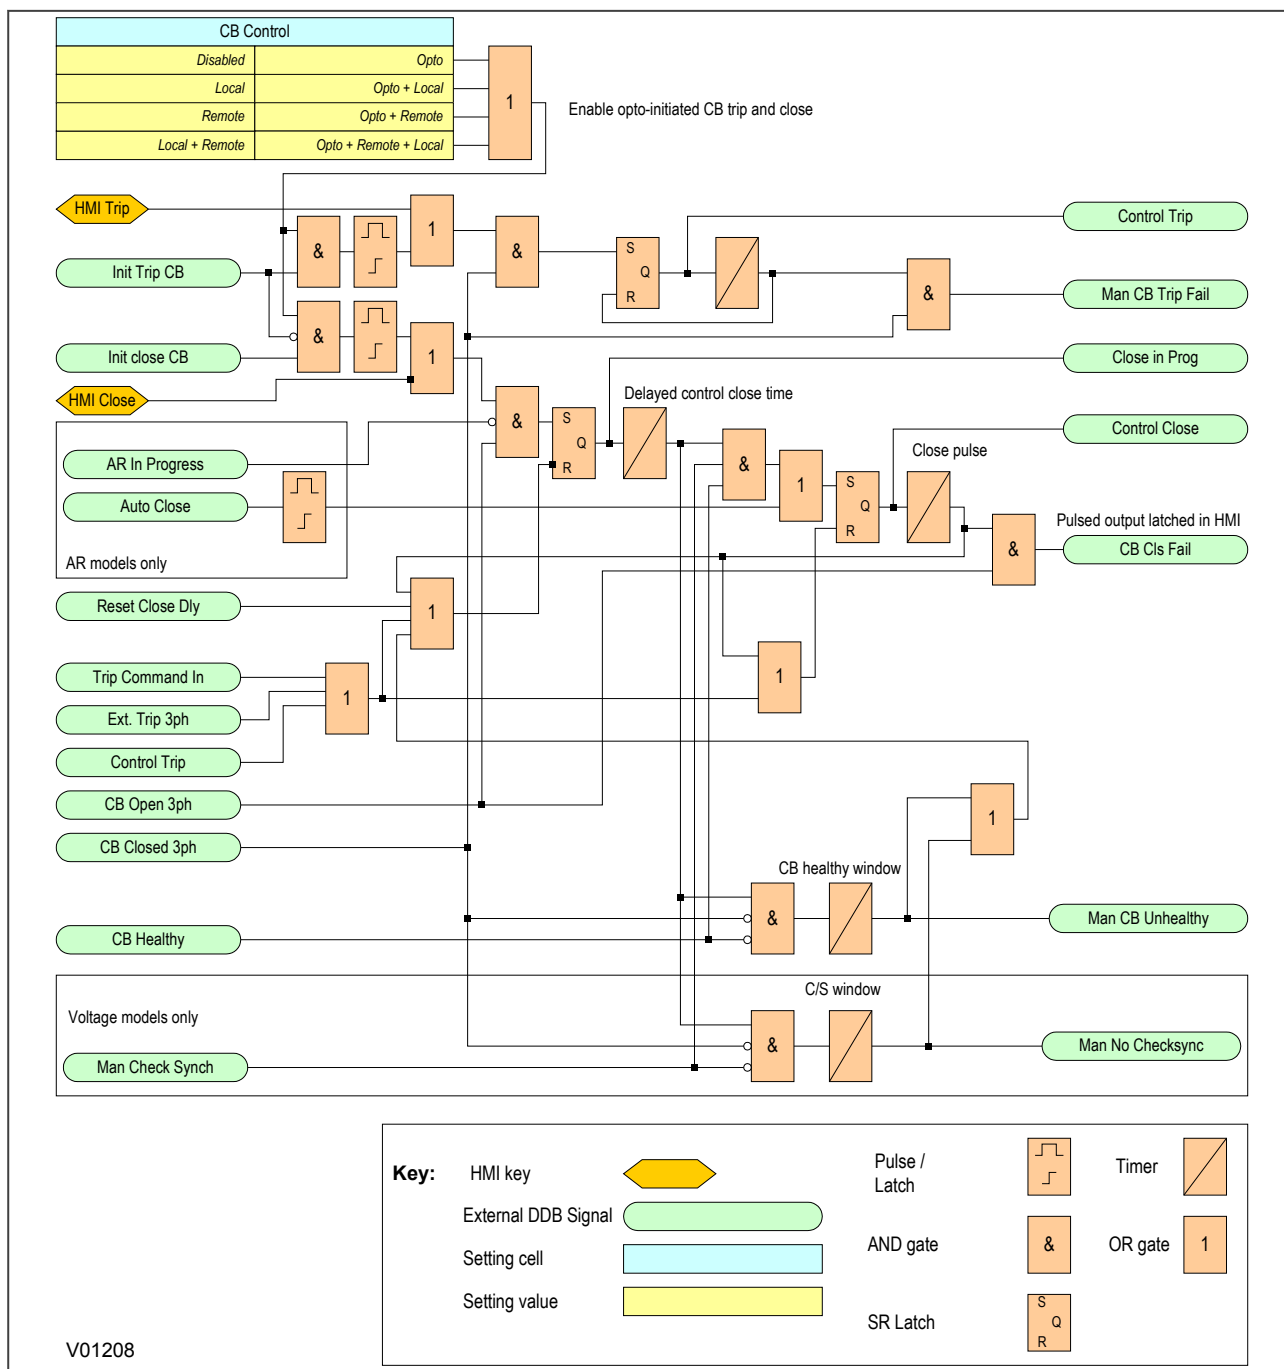 CB Control
Disabled Opto
Local Opto + Local
Remote Opto + Remote
Local + Remote Opto + Remote + Local
1
Enable opto-initiated CB trip and close
HMI Trip
1
Control Trip
&
&
S
Q
R
Init Trip CB
&
Man CB Trip Fail
&
1
Init close CB
Close in Prog
HMI Close
Delayed control close time
S
Q
R
&
Control Close
AR In Progress
&
Close pulse
1
S
Q
R
Auto Close
Pulsed output latched in HMI
&
CB Cls Fail
AR models only
Reset Close Dly
1
Trip Command In
1
1
Ext. Trip 3ph
Control Trip
CB Open 3ph
1
CB Closed 3ph
CB healthy window
&
Man CB Unhealthy
CB Healthy
C/S window
Voltage models only
&
Man No Checksync
Man Check Synch
Key:
HMI key
Pulse /
Latch
Timer
External DDB Signal
AND gate
&
OR gate
1
Setting cell
Setting value
SR Latch
S
Q
R
V01208